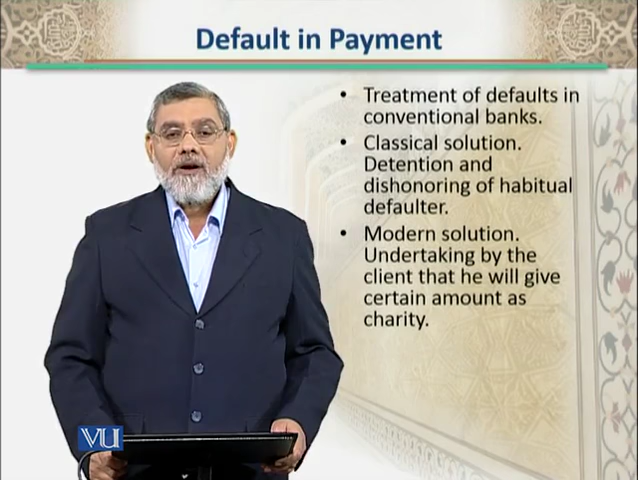 Default in Payment
• Treatment of defaults in
conventional banks.
• Classical solution.
Detention and
dishonoring of habitual
defaulter.
• Modern solution.
Undertaking by the
client that he will give
certain amount as
charity.
VU